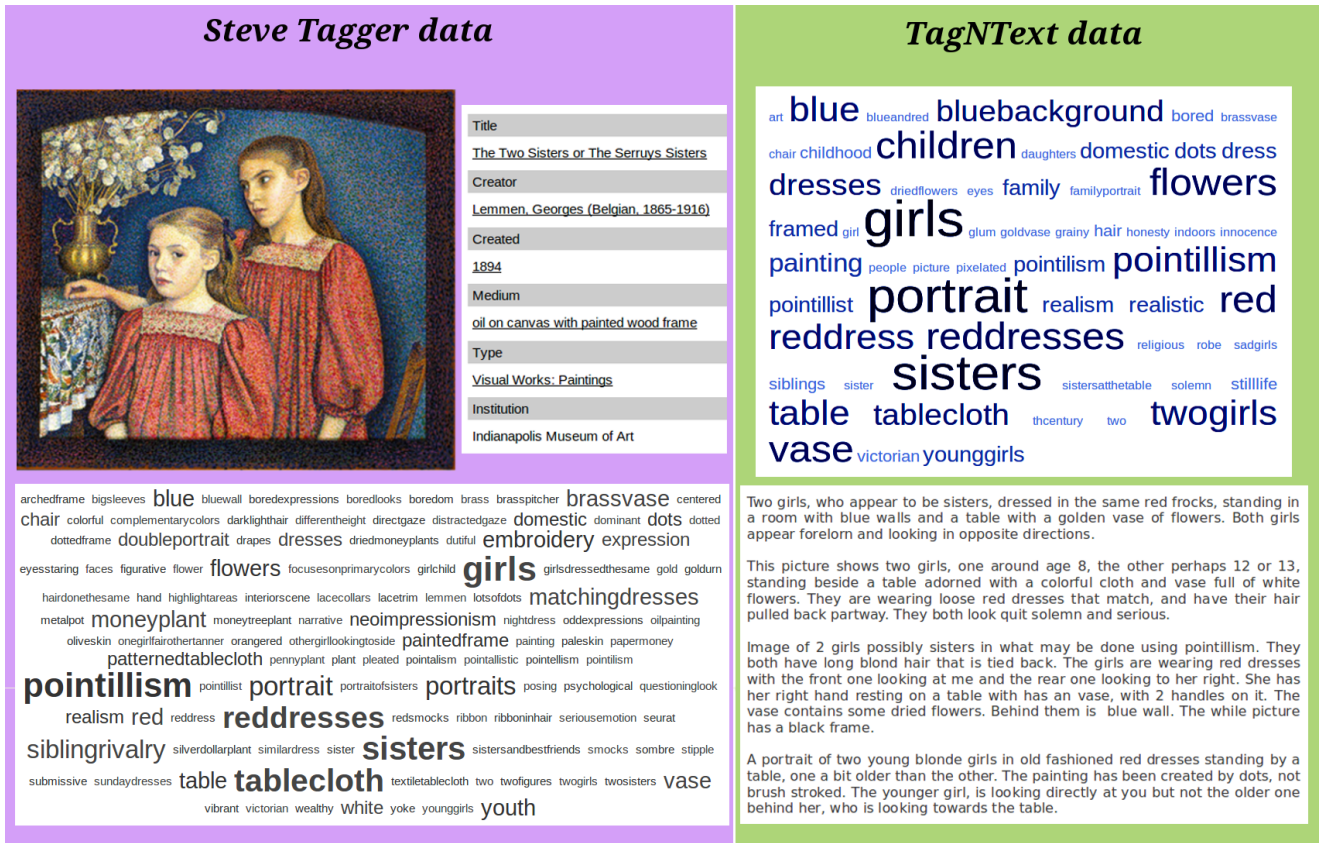 Steve Tagger data
Title
The Two Sisters or The Serruys Sisters
Creator
Lemmen, Georges (Belgian, 1865-1916)
Created
1894
Medium
oil on canvas with painted wood frame
Type
Visual Works: Paintings
Institution
Indianapolis Museum of Art
archedframe bigsleeves blue bluewall boredexpressions boredlooks boredom brass brasspitcher brassvase centered
chair colorful complementarycolors darklighthair differentheight directgaze distractedgaze domestic dominant dots dotted
dottedframe doubleportrait drapes dresses driedmoneyplants dutiful embroidery expression
eyesstaring faces figurative flower flowers focusesonprimarycolors girlchild girls girlsdressedthesame gold goldurn
hairdonethesame hand highlightareas interiorscene lacecollars lacetrim lemmen lotsofdots matchingdresses
metalpot moneyplant moneytreeplant narrative neoimpressionism nightdress oddexpressions oilpainting
oliveskin onegirlfairothertanner orangered othergirllookingtoside paintedframe painting paleskin papermoney
patternedtablecloth pennyplant plant pleated pointalism pointallistic pointellism pointilism
pointillism pointillist portrait portraitofsisters portraits posing psychological questioninglook
realism red reddress reddresses redsmocks ribbon ribboninhair seriousemotion seurat
siblingrivalry silverdollarplant similardress sister sisters sistersandbestfriends smocks sombre stipple
submissive sundaydresses table tablecloth textiletablecloth two twofigures twogirls twosisters vase
vibrant victorian wealthy white yoke younggirls youth
TagNText data
art blue blueandred bluebackground bored brassvase
chair childhood children daughters domestic dots dress
dresses driedflowers eyes family familyportrait flowers
framed girl girls glum goldvase grainy hair honesty indoors innocence
painting people picture pixelated pointilism pointillism
pointillist portrait realism realistic red
reddress reddresses religious robe sadgirls
siblings sister sisters sistersatthetable solemn stilllife
table tablecloth thcentury two twogirls
vase victorian younggirls
Two girls, who appear to be sisters, dressed in the same red frocks, standing in
a room with blue walls and a table with a golden vase of flowers. Both girls
appear forelorn and looking in opposite directions.
This picture shows two girls, one around age 8, the other perhaps 12 or 13,
standing beside a table adorned with a colorful cloth and vase full of white
flowers. They are wearing loose red dresses that match, and have their hair
pulled back partway. They both look quit solemn and serious.
Image of 2 girls possibly sisters in what may be done using pointillism. They
both have long blond hair that is tied back. The girls are wearing red dresses
with the front one looking at me and the rear one looking to her right. She has
her right hand resting on a table with has an vase, with 2 handles on it. The
vase contains some dried flowers. Behind them is blue wall. The while picture
has a black frame.
A portrait of two young blonde girls in old fashioned red dresses standing by a
table, one a bit older than the other. The painting has been created by dots, not
brush stroked. The younger girl, is looking directly at you but not the older one
behind her, who is looking towards the table.